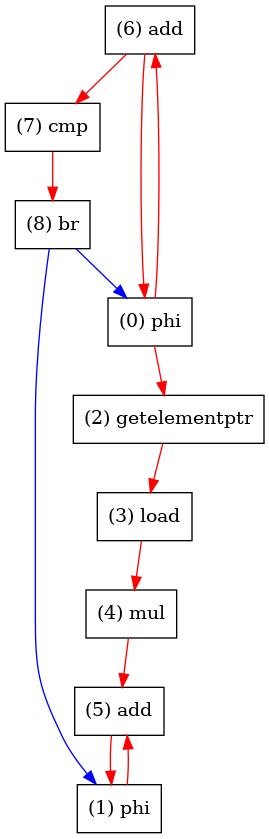 (6) add
(7) cmp
(8) br
(0) phi
(2) getelementptr
(3) load
(4) mul
(5) add
(1) phi